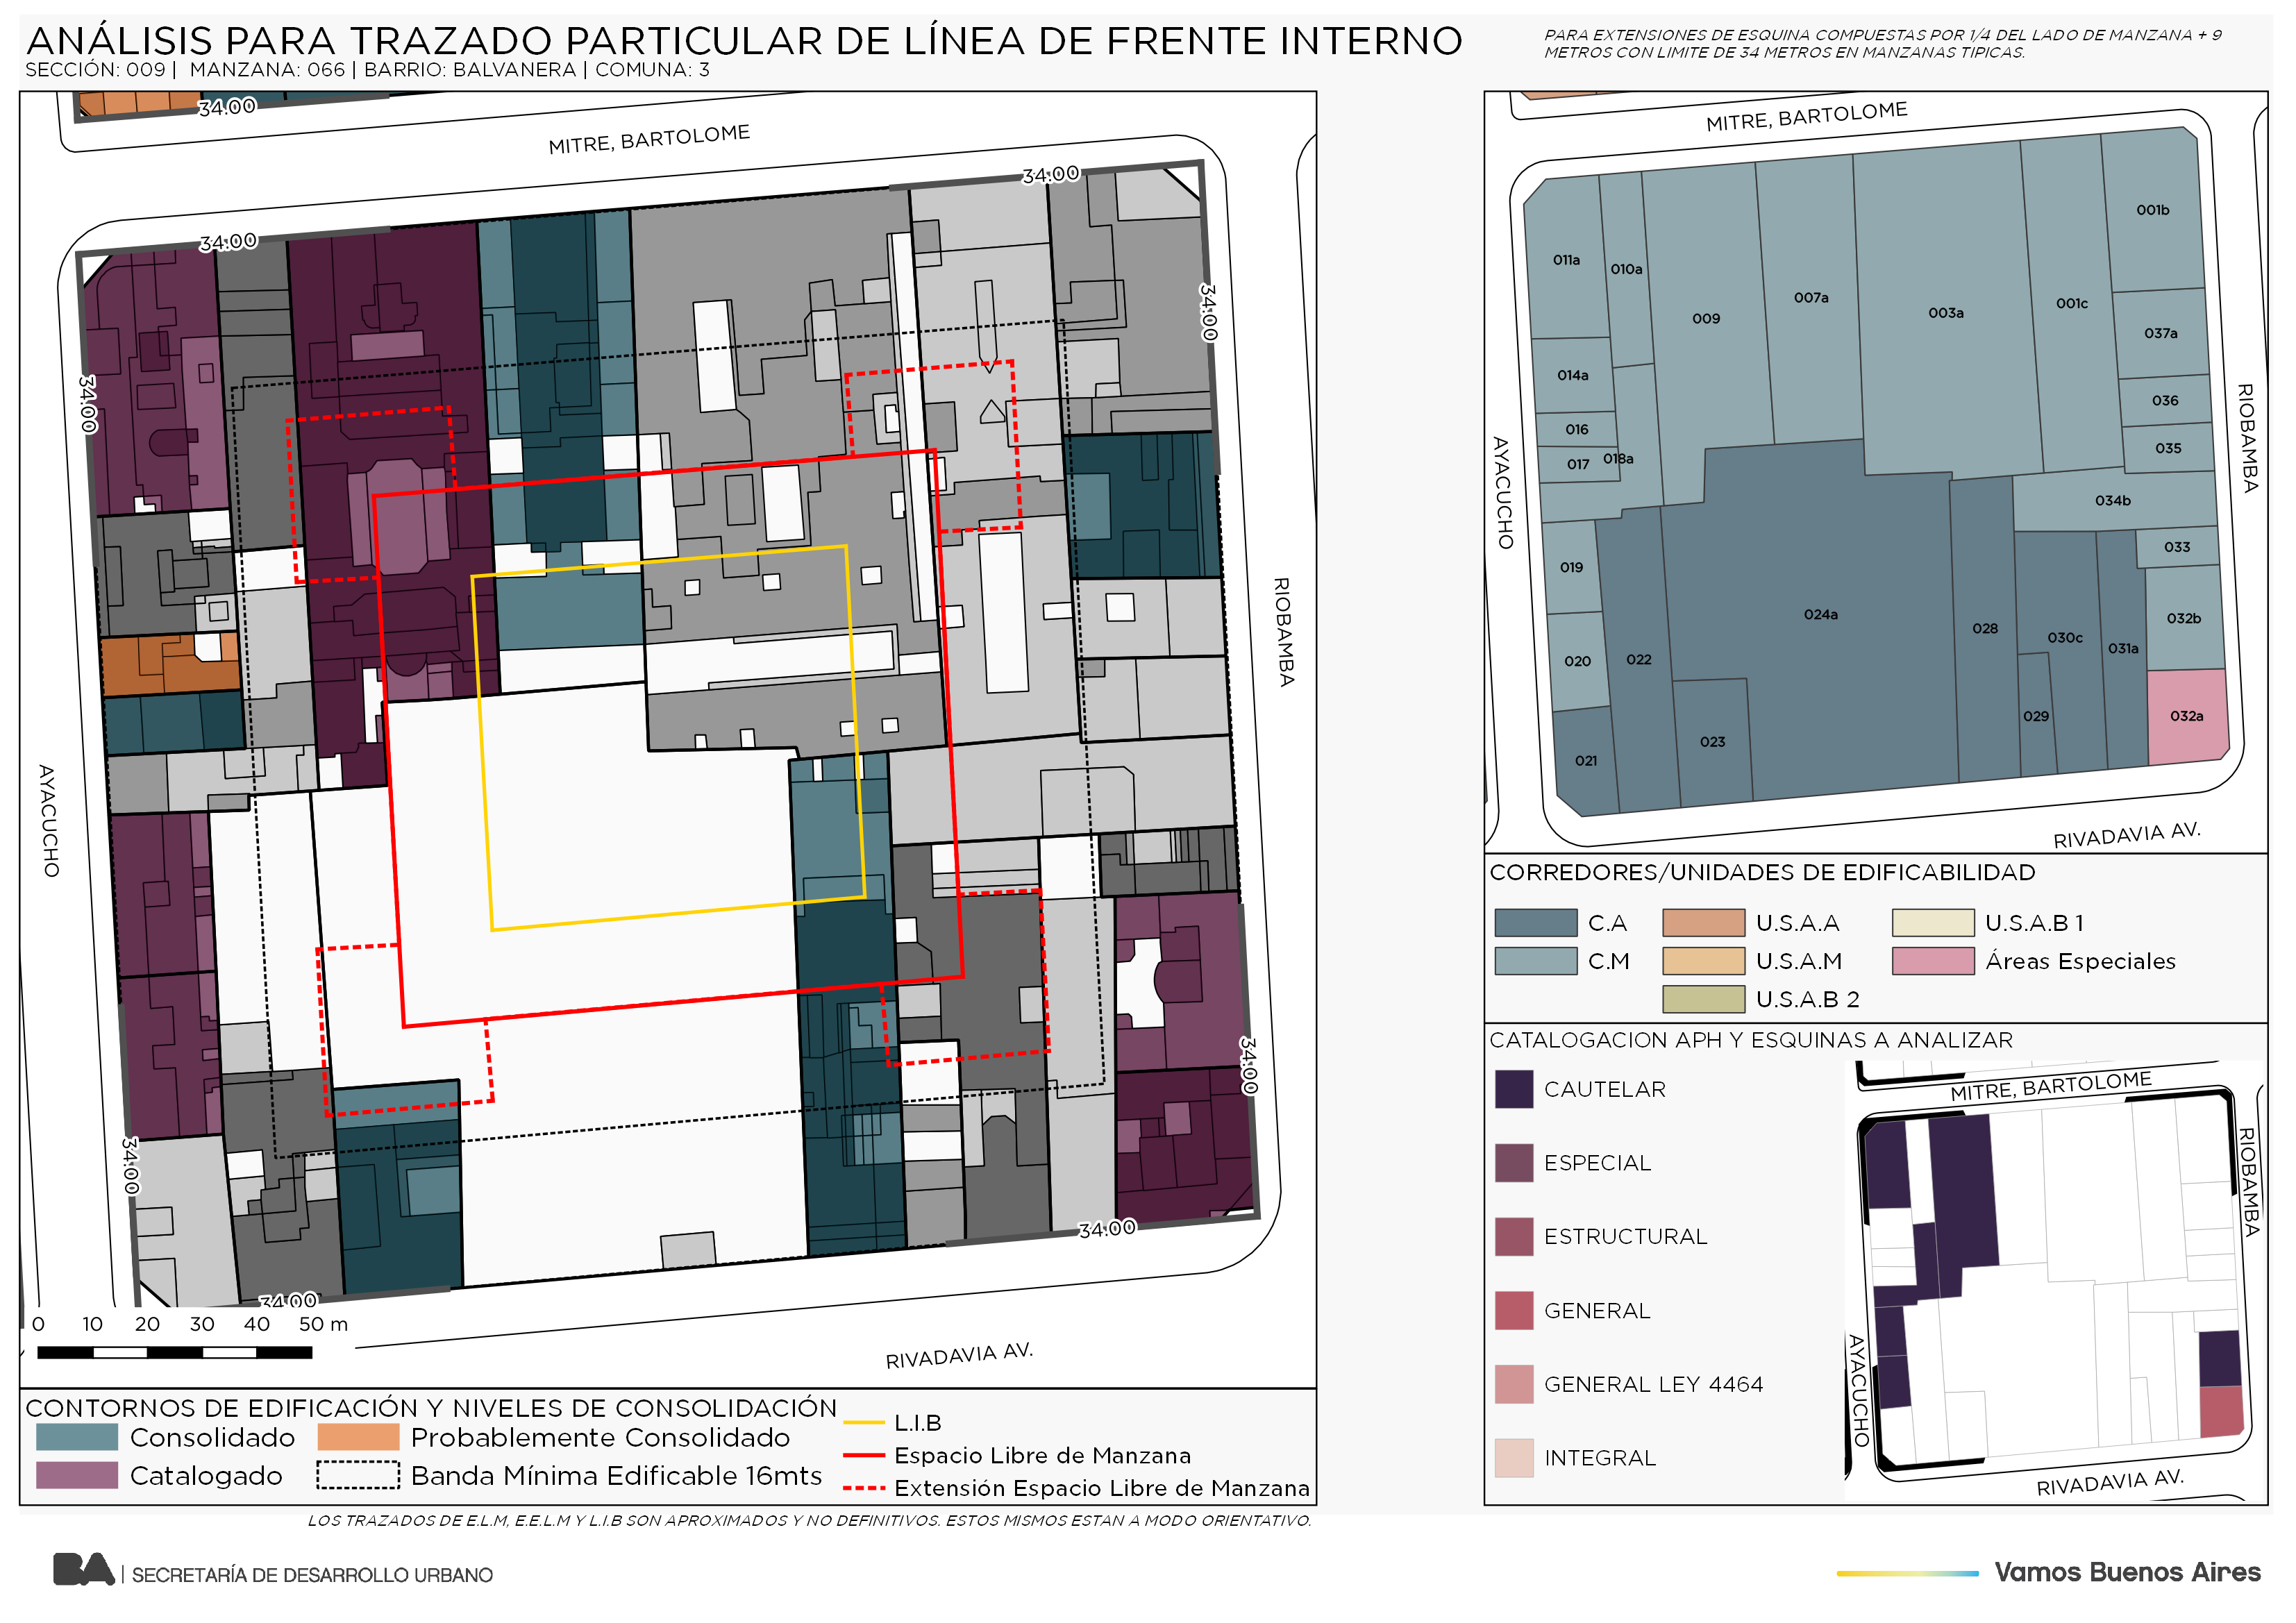 ANÁLISIS PARA TRAZADO PARTICULAR DE LÍNEA DE FRENTE INTERNO
SECCIÓN: 009 | MANZANA: 066 | BARRIO: BALVANERA | COMUNA: 3
PARA EXTENSIONES DE ESQUINA COMPUESTAS POR 1/4 DEL LADO DE MANZANA + 9
METROS CON LIMITE DE 34 METROS EN MANZANAS TIPICAS.
34.00
MITRE, BARTOLOME
34.00
34.00
34.00
34.00
RIOBAMBA
AYACUCHO
34.00
34.00
34.00
34.00
RIVADAVIA AV.
0 10 20 30 40 50 m
CONTORNOS DE EDIFICACIÓN Y NIVELES DE CONSOLIDACIÓN
Consolidado
Probablemente Consolidado
Catalogado
Banda Mínima Edificable 16mts
L.I.B
Espacio Libre de Manzana
Extensión Espacio Libre de Manzana
LOS TRAZADOS DE E.L.M, E.E.L.M Y L.I.B SON APROXIMADOS Y NO DEFINITIVOS. ESTOS MISMOS ESTAN A MODO ORIENTATIVO.
MITRE, BARTOLOME
001b
011a
010a
007a
001c
003a
009
037a
014a
036
016
035
017
018a
034b
033
019
024a
032b
028
030c
031a
022
020
032a
029
023
021
AYACUCHO
RIOBAMBA
RIVADAVIA AV.
CORREDORES/UNIDADES DE EDIFICABILIDAD
C.A
U.S.A.A
U.S.A.B 1
C.M
U.S.A.M
Áreas Especiales
U.S.A.B 2
CATALOGACION APH Y ESQUINAS A ANALIZAR
CAUTELAR
ESPECIAL
ESTRUCTURAL
GENERAL
GENERAL LEY 4464
INTEGRAL
MITRE, BARTOLOME
RIOBAMBA
AYACUCHO
RIVADAVIA AV.
BA | SECRETARÍA DE DESARROLLO URBANO
Vamos Buenos Aires